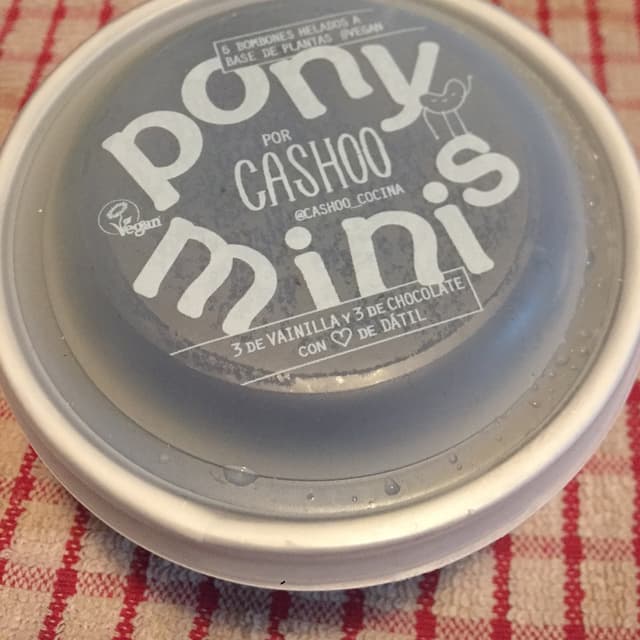 6 BORBONES HELADOS A
BASE DE PLANTAS (VEGAN)
pony
POR
CASHOO
@CASHOO_COCINA
Vegan
minis
3 DE VAINILLA Y 3 DE CHOCOLATE
CON DE DÁTIL